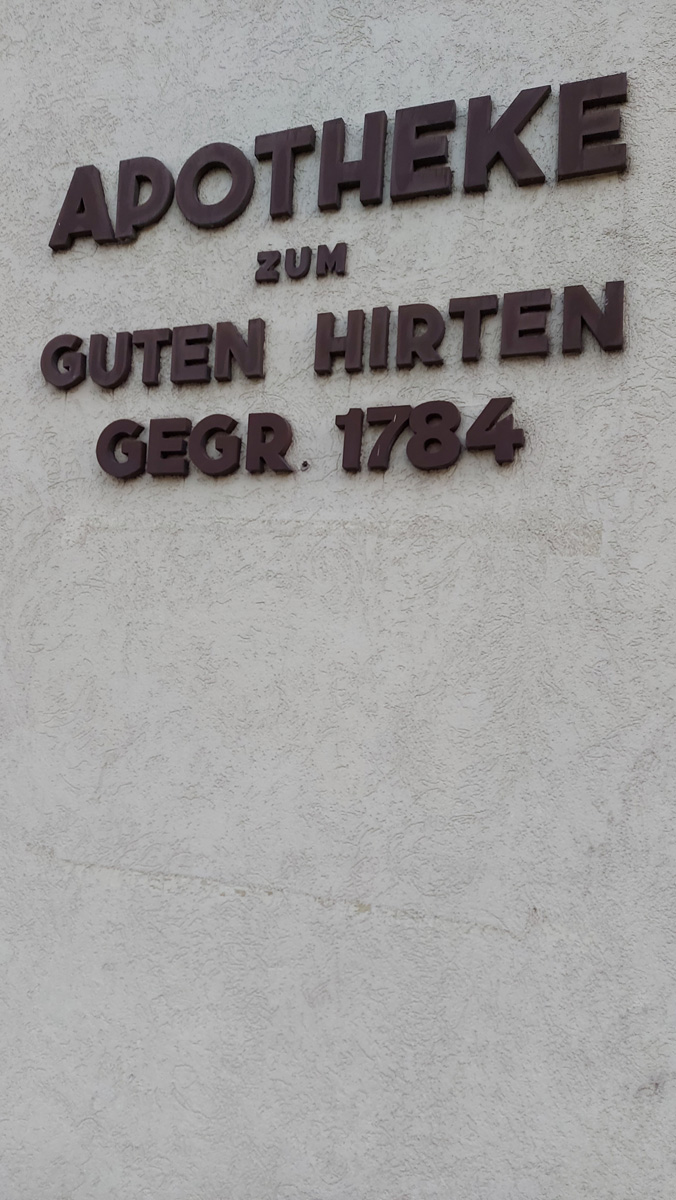 APOTHEKE
ZUM
GUTEN HIRTEN
GEGR. 1784